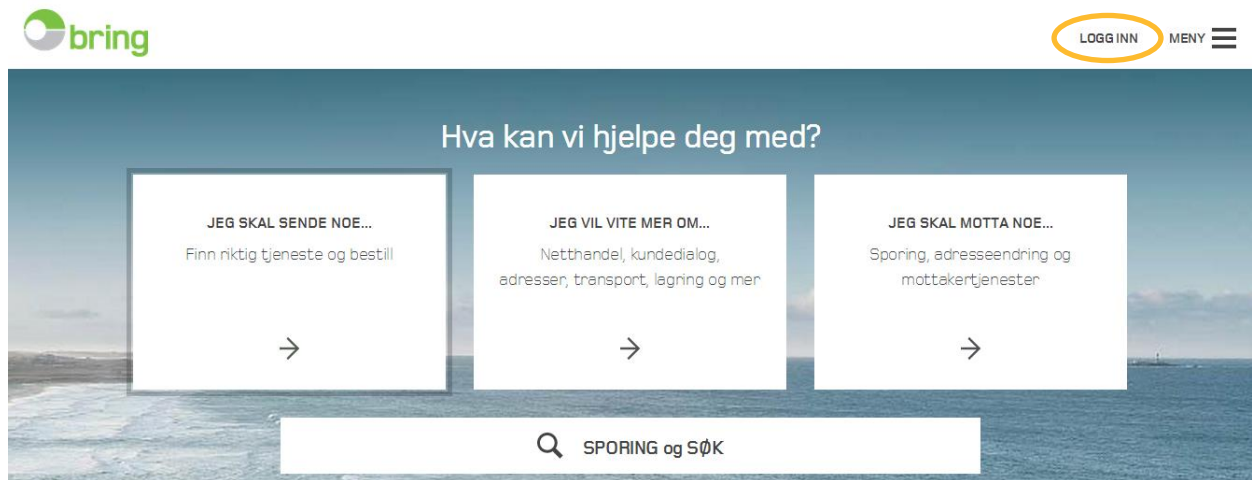 bring
LOGG INN MENY
Hva kan vi hjelpe deg med?
JEG SKAL SENDE NOE...
Finn riktig tjeneste og bestill
JEG VIL VITE MER OM...
Netthandel, kundedialog,
adresser, transport, lagring og mer
JEG SKAL MOTTA NOE...
Sporing, adresseendring og
mottakertjenester
SPORING og SØK